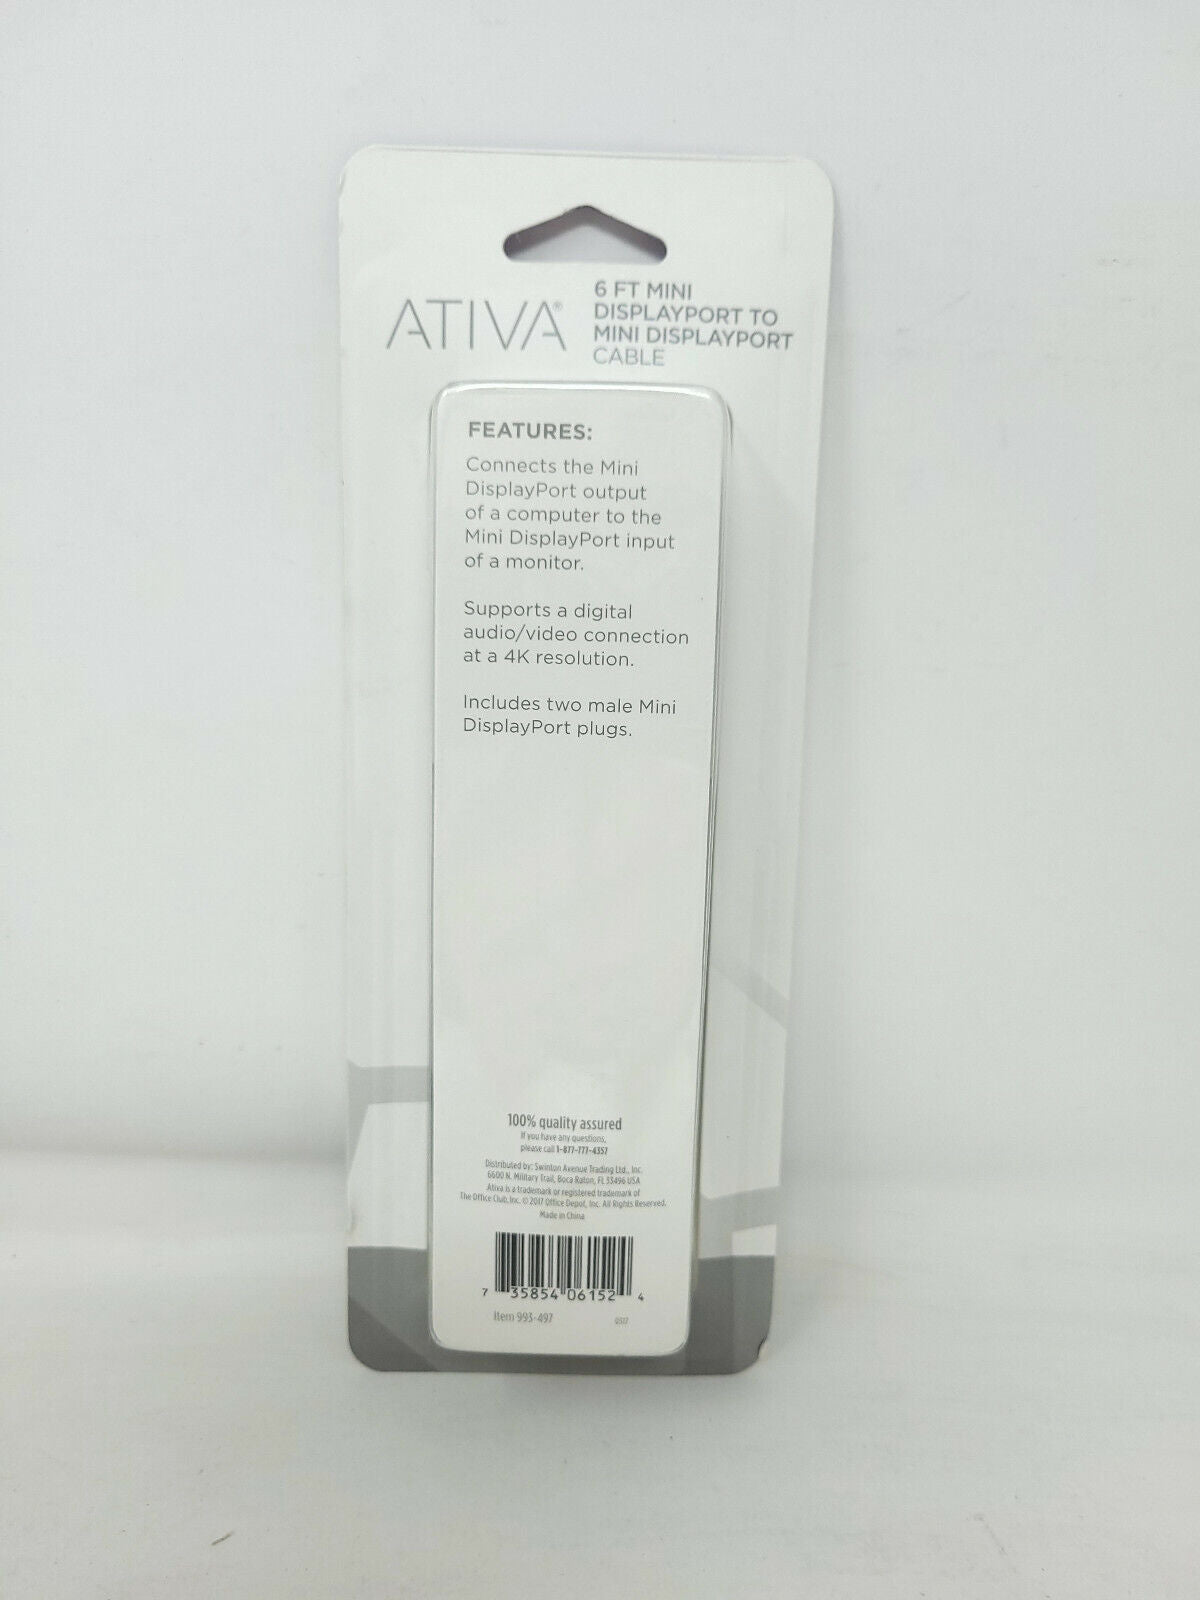 ATIVA®
6 FT MINI
DISPLAYPORT TO
MINI DISPLAYPORT
CABLE
FEATURES:
Connects the Mini
DisplayPort output
of a computer to the
Mini DisplayPort input
of a monitor.
Supports a digital
audio/video connection
at a 4K resolution.
Includes two male Mini
DisplayPort plugs.
100% quality assured
If you have any questions,
please call 1-877-777-4357
Distributed by: Swinton Avenue Trading Ltd., Inc.
6600 N. Military Trail, Boca Raton, FL 33496 USA
Ativa is a trademark or registered trademark of
The Office Club, Inc. © 2017 Office Depot, Inc. All Rights Reserved.
Made in China
7 35854 06152 4
Item 993-497
0517